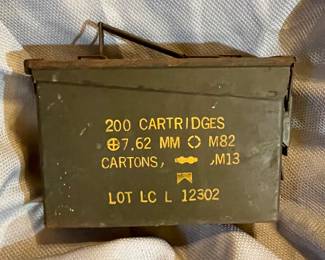 200 CARTRIDGES
7.62 MM M82
CARTONS, ,M13
LOT LC L 12302